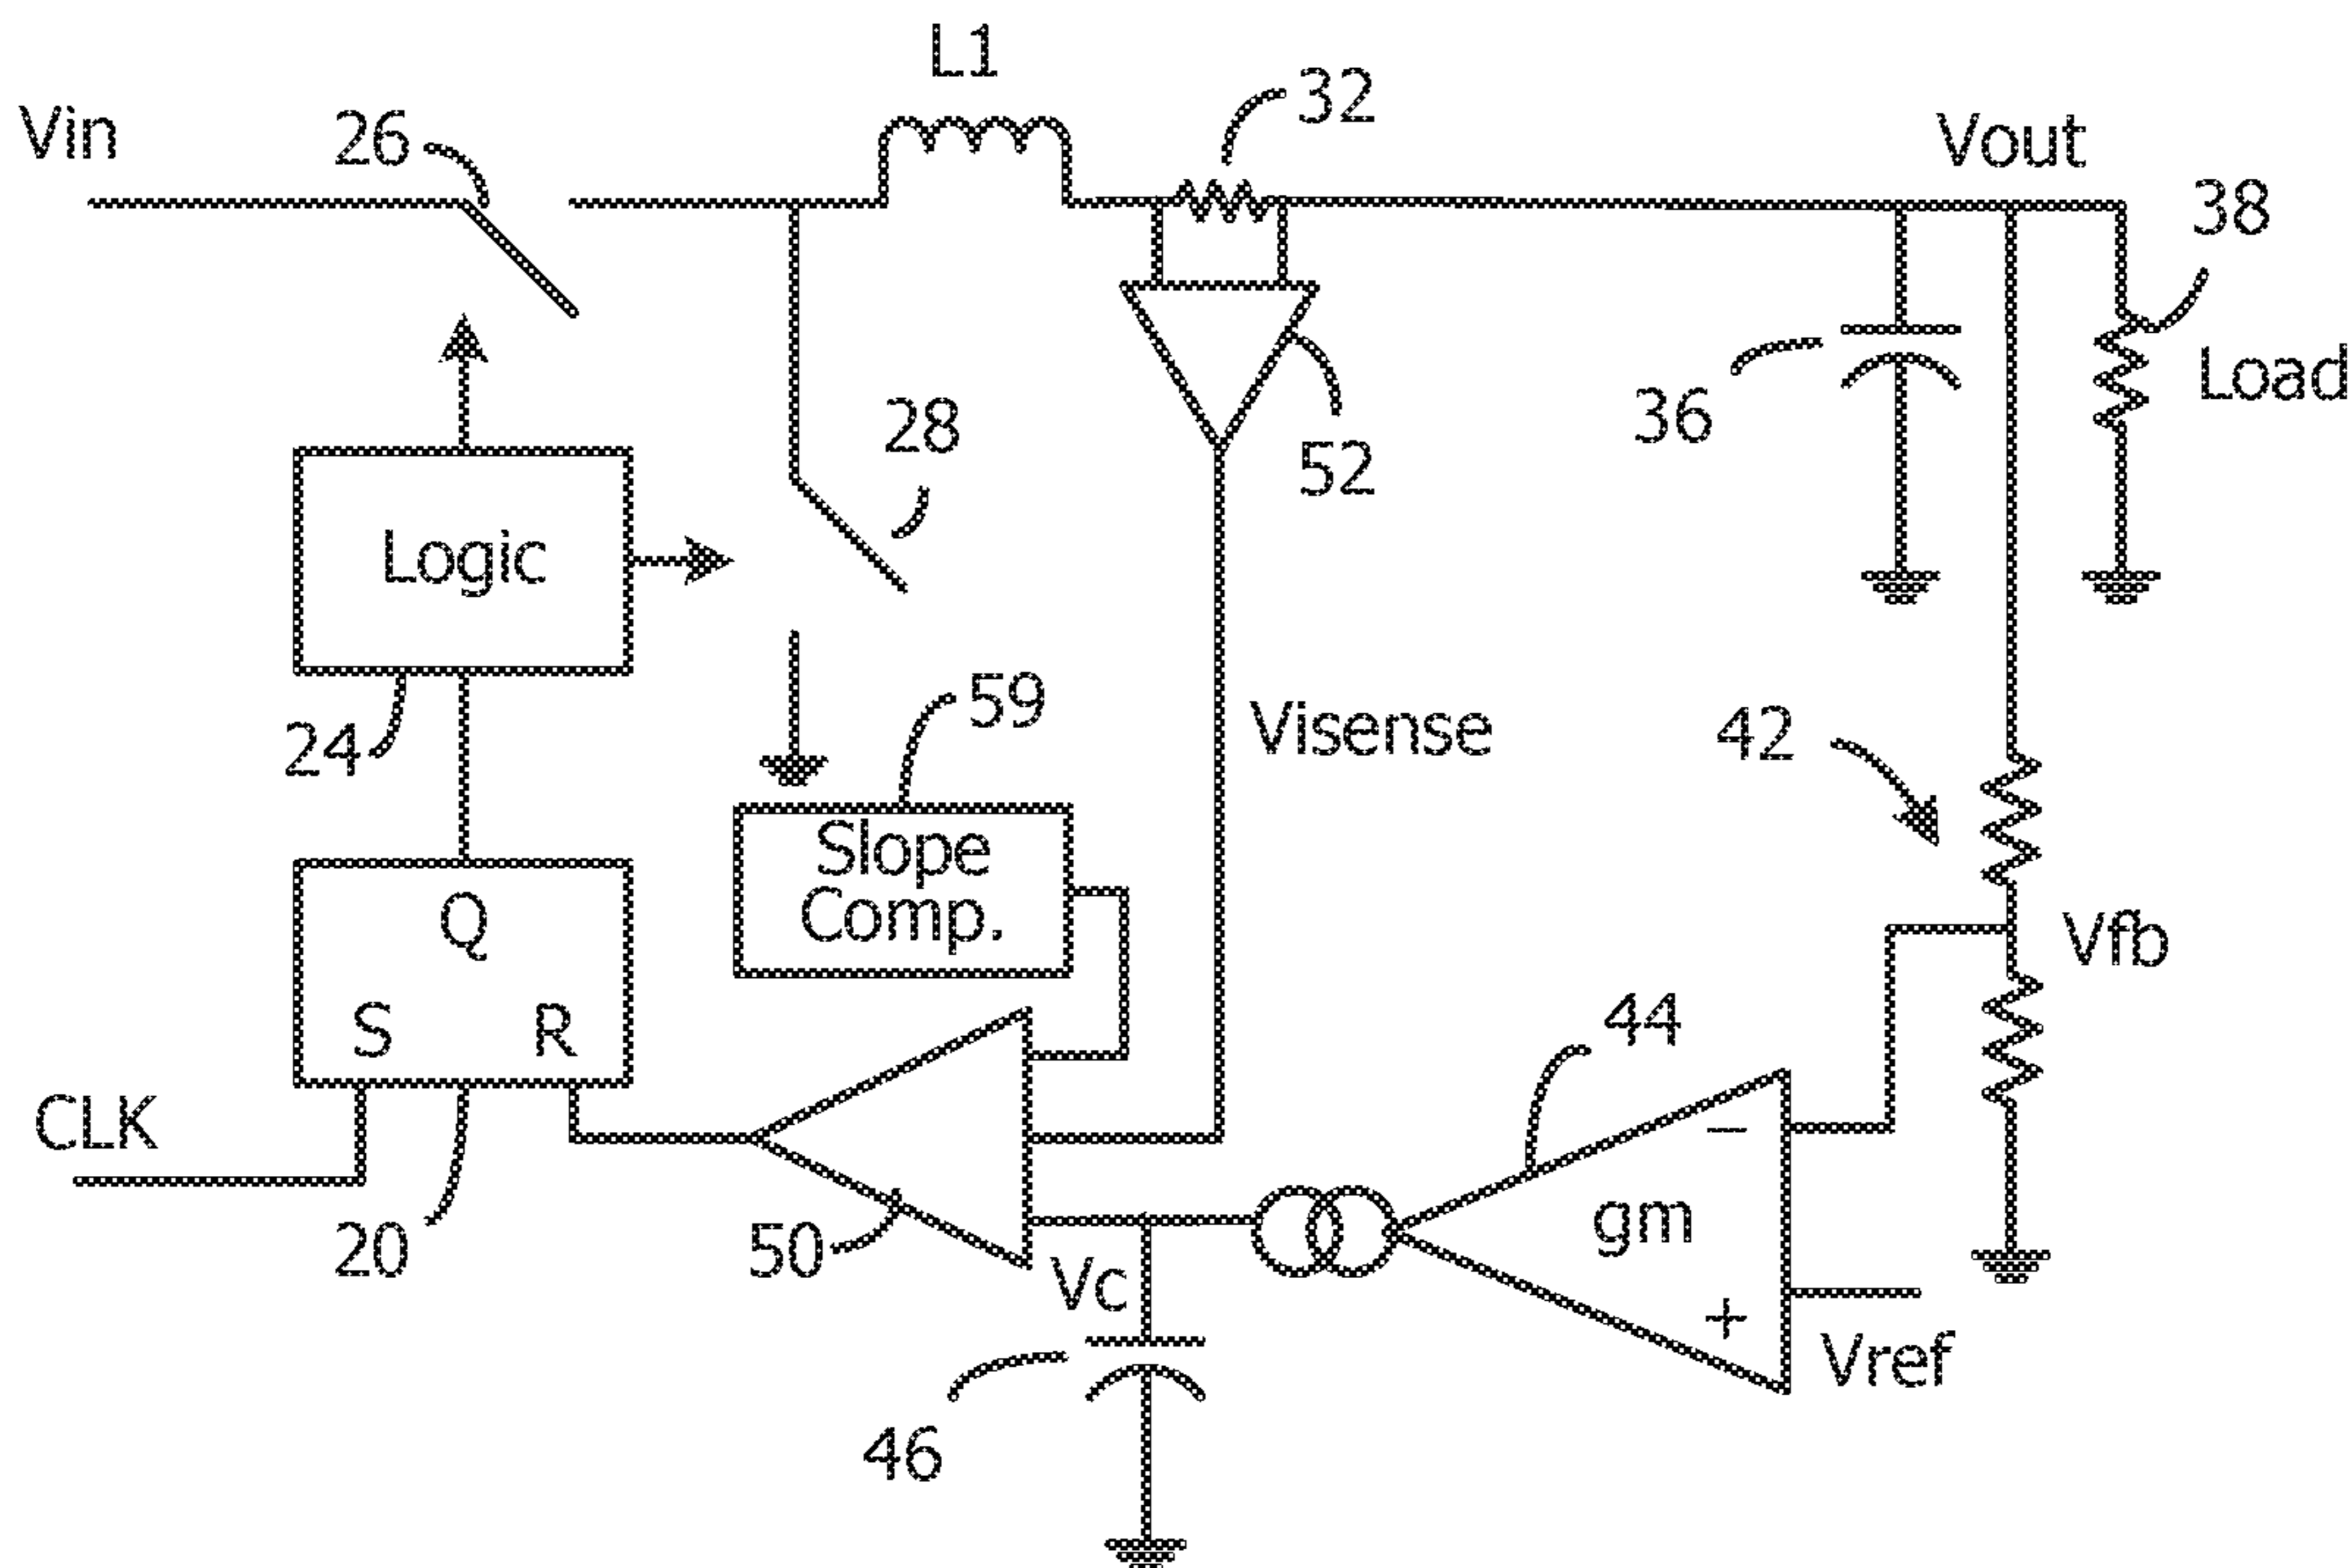 L1
32
Vin
26
Vout
38
Load
28
36
52
Logic
59
24
Visense
42
Slope
Comp.
Q
Vfb
S
R
44
CLK
gm
−
+
20
50
Vc
Vref
46